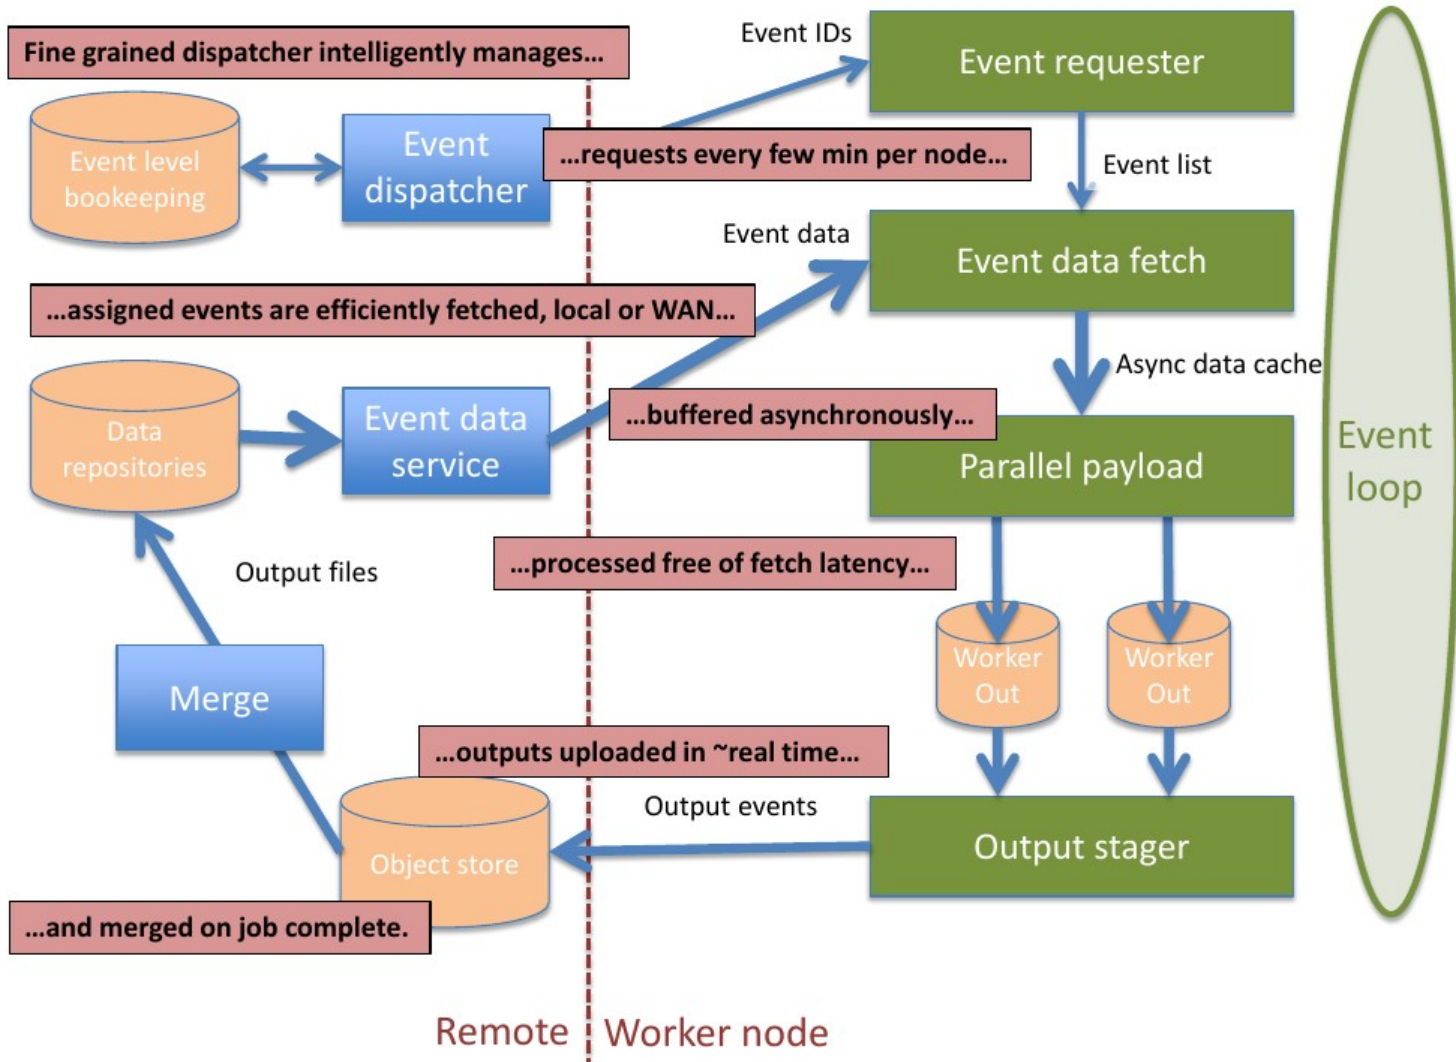 Fine grained dispatcher intelligently manages…
Event IDs
Event requester
Event level
bookeeping
Event
dispatcher
…requests every few min per node…
Event list
Event data
Event data fetch
…assigned events are efficiently fetched, local or WAN…
Async data cache
Data
repositories
Event data
service
…buffered asynchronously…
Parallel payload
Event
loop
…processed free of fetch latency…
Output files
Worker
Out
Worker
Out
Merge
…outputs uploaded in ~real time…
Output events
Object store
Output stager
…and merged on job complete.
Remote
Worker node